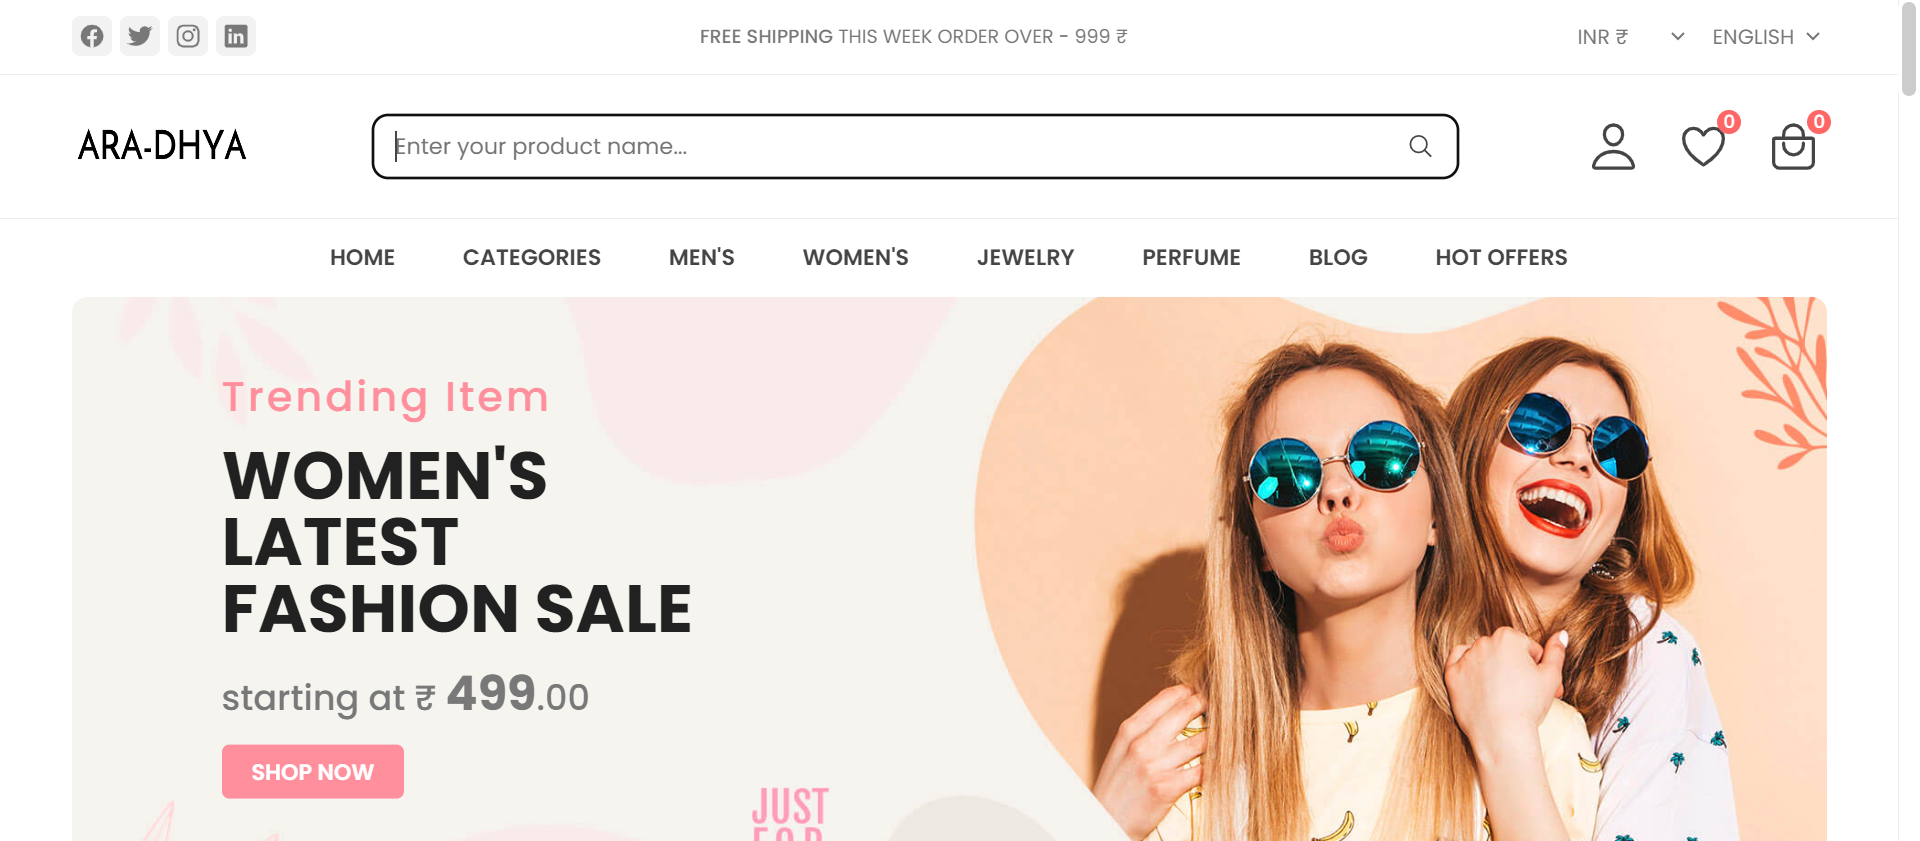 FREE SHIPPING THIS WEEK ORDER OVER - 999 ₹
INR ₹
ENGLISH
ARA-DHYA
Enter your product name...
0
0
HOME
CATEGORIES
MEN'S
WOMEN'S
JEWELRY
PERFUME
BLOG
HOT OFFERS
Trending Item
WOMEN'S
LATEST
FASHION SALE
starting at ₹ 499.00
SHOP NOW
JUST
FOR